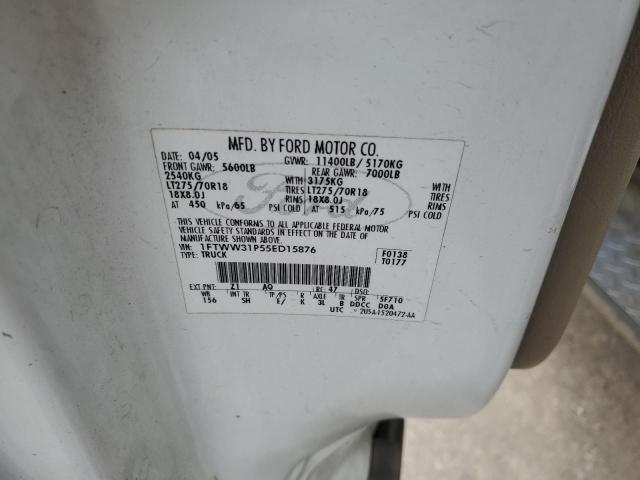 MFD. BY FORD MOTOR CO.
DATE 04/05 GVWR: 11400LB/ 5170KG
FRONT GAWR: 5600LB REAR GAWR: 7000LB
2540KG 3175KG
LT275/70R18 WITH TIRES LT275/70R18 WITH TIRES
18X8.0J RIMS 18X8.0J RIMS
AT 450 kPa/65 PSI COLD AT 515 kPa/75 PSI COLD
THIS VEHICLE CONFORMS TO ALL APPLICABLE FEDERAL MOTOR
VEHICLE SAFETY STANDARDS IN EFFECT ON THE DATE OF
MANUFACTURE SHOWN ABOVE.
VIN: 1FTWW31P55ED15876 F0138
TYPE: TRUCK T0177
EXT PNT: Z1 AQ RC: 47 DSO:
WB INT TR TP/PS R AXLE TR SPR 5F710
156 SH E/ K 3L B DDCC D0A
UTC 2U5A-1520472-AA
Ford